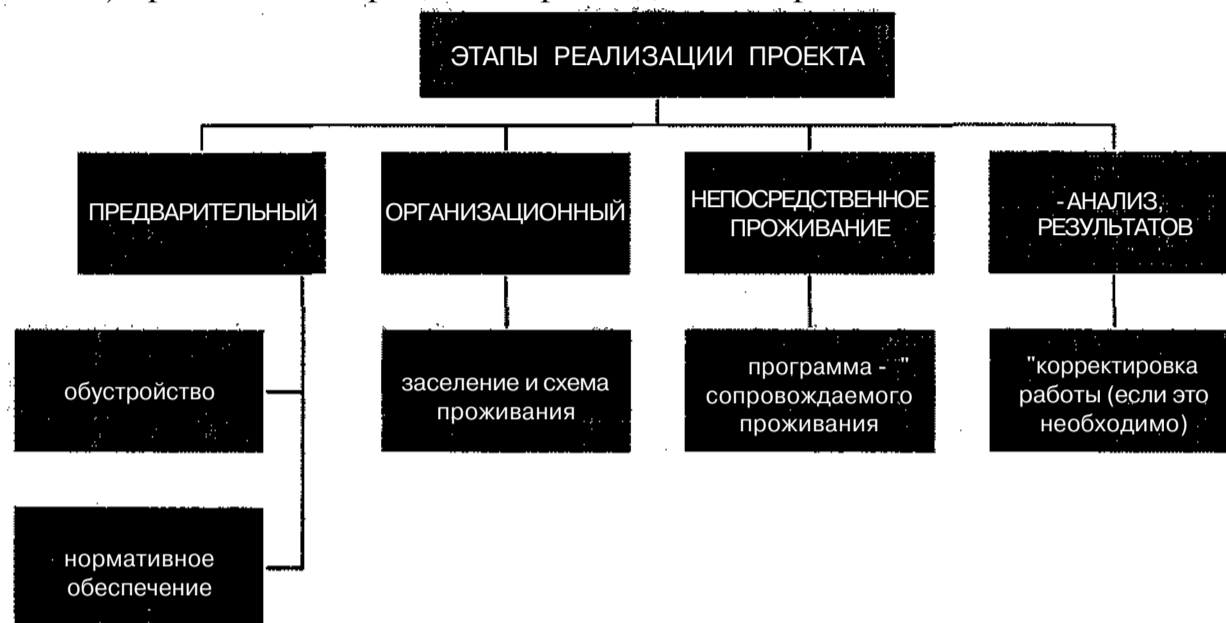 ЭТАПЫ РЕАЛИЗАЦИИ ПРОЕКТА
ПРЕДВАРИТЕЛЬНЫЙ
ОРГАНИЗАЦИОННЫЙ
НЕПОСРЕДСТВЕННОЕ
ПРОЖИВАНИЕ
-АНАЛИЗ,
РЕЗУЛЬТАТОВ
обустройство
заселение и схема
проживания
программа - "
сопровождаемого
проживания
"корректировка
работы (если это
необходимо)
нормативное
обеспечение